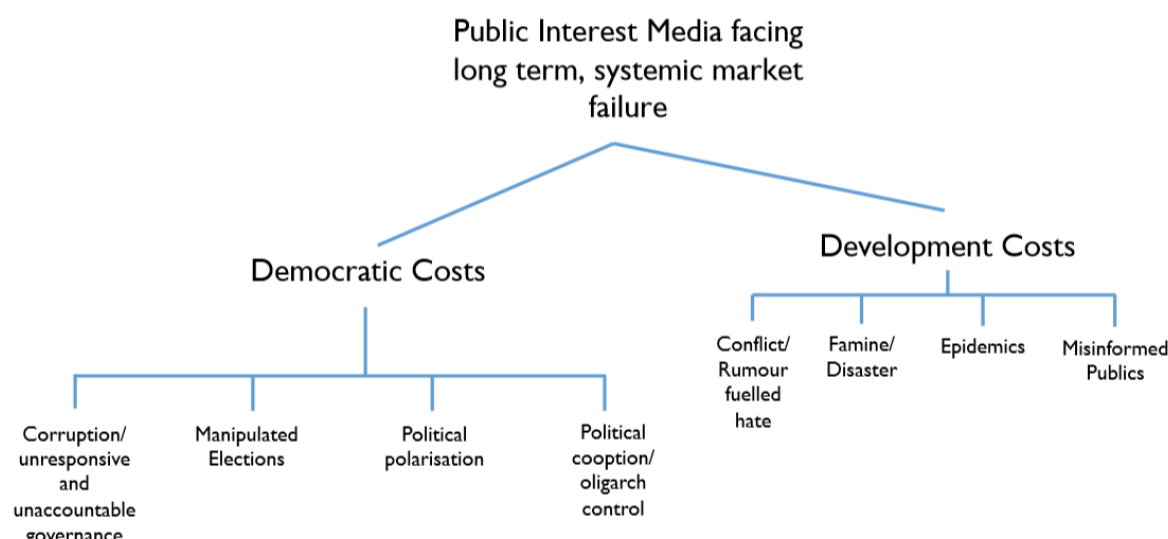 Public Interest Media facing
long term, systemic market
failure
Democratic Costs
Development Costs
Conflict/
Rumour
fuelled
hate
Famine/
Disaster
Epidemics
Misinformed
Publics
Corruption/
unresponsive
and
unaccountable
governance
Manipulated
Elections
Political
polarisation
Political
cooption/
oligarch
control